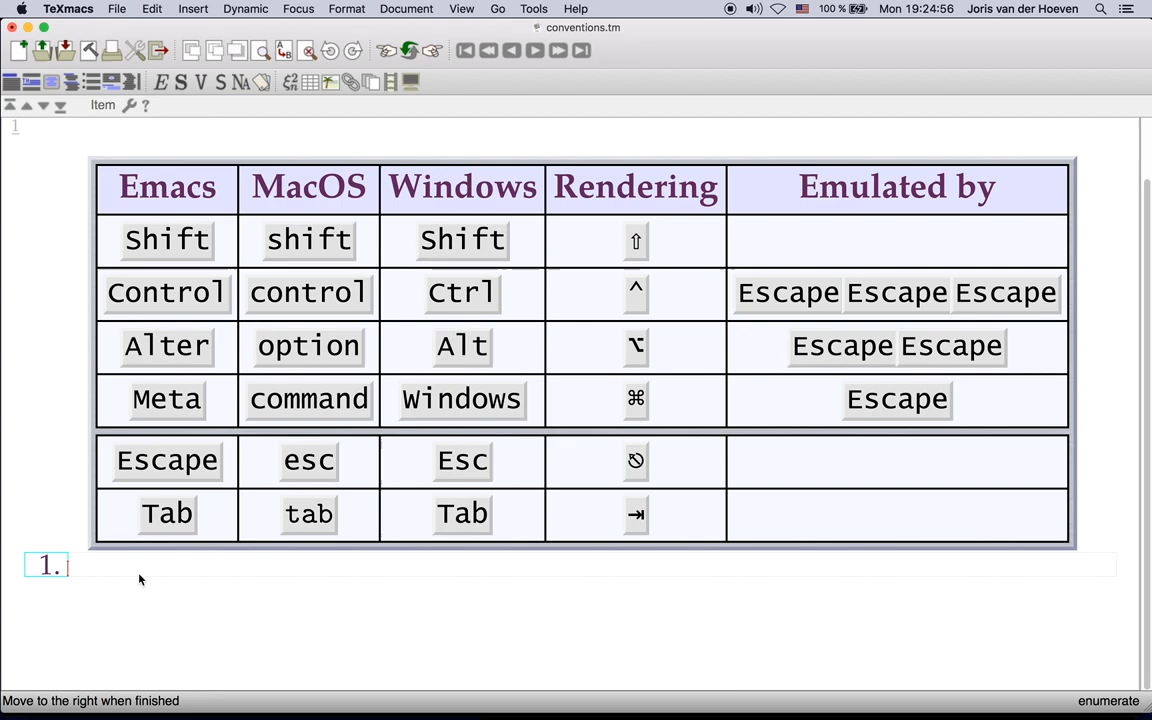 TeXmacs File Edit Insert Dynamic Focus Format Document View Go Tools Help 100 % Mon 19:24:56 Joris van der Hoeven
conventions.tm
Item ?
1
Emacs MacOS Windows Rendering Emulated by
Shift shift Shift ⇧
Control control Ctrl ^ Escape Escape Escape
Alter option Alt ⌥ Escape Escape
Meta command Windows ⌘ Escape
Escape esc Esc ⎋
Tab tab Tab ⇥
1.
Move to the right when finished enumerate